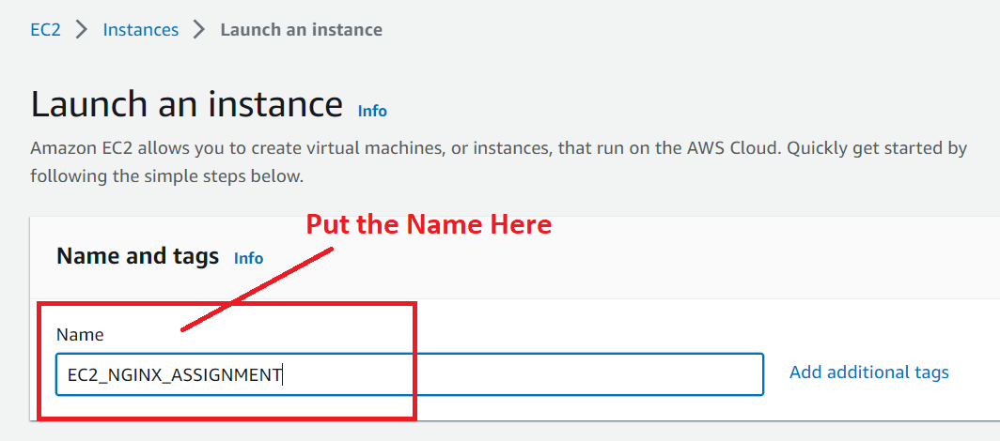 EC2 > Instances > Launch an instance
Launch an instance Info
Amazon EC2 allows you to create virtual machines, or instances, that run on the AWS Cloud. Quickly get started by
following the simple steps below.
Put the Name Here
Name and tags Info
Name
EC2_NGINX_ASSIGNMENT
Add additional tags